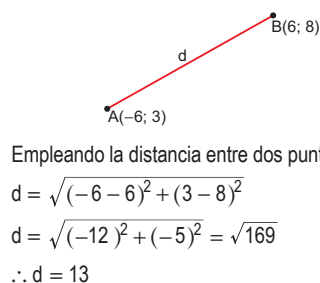 B(6; 8)
d
A(–6; 3)
Empleando la distancia entre dos
d = √((–6 – 6)² + (3 – 8)²)
d = √((–12 )² + (–5)²) = √169
∴ d = 13